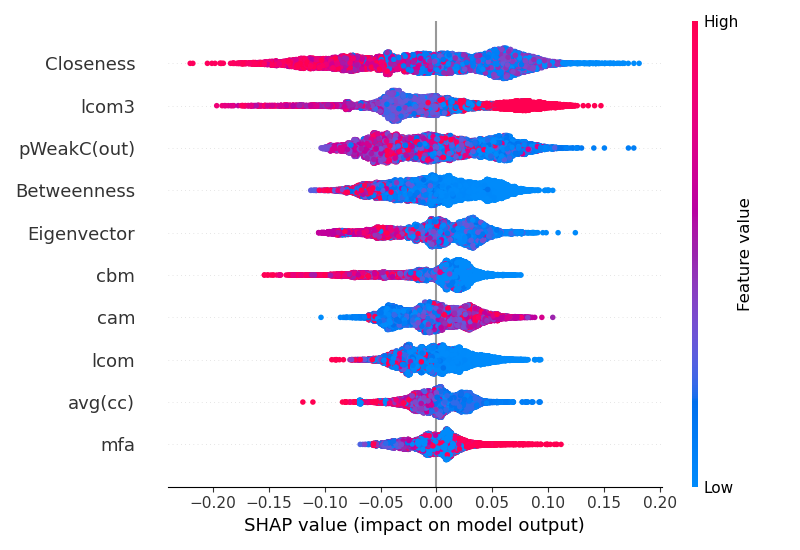 High
Closeness
lcom3
pWeakC(out)
Betweenness
Eigenvector
cbm
cam
lcom
avg(cc)
mfa
Feature value
Low
−0.20 −0.15 −0.10 −0.05 0.00 0.05 0.10 0.15 0.20
SHAP value (impact on model output)